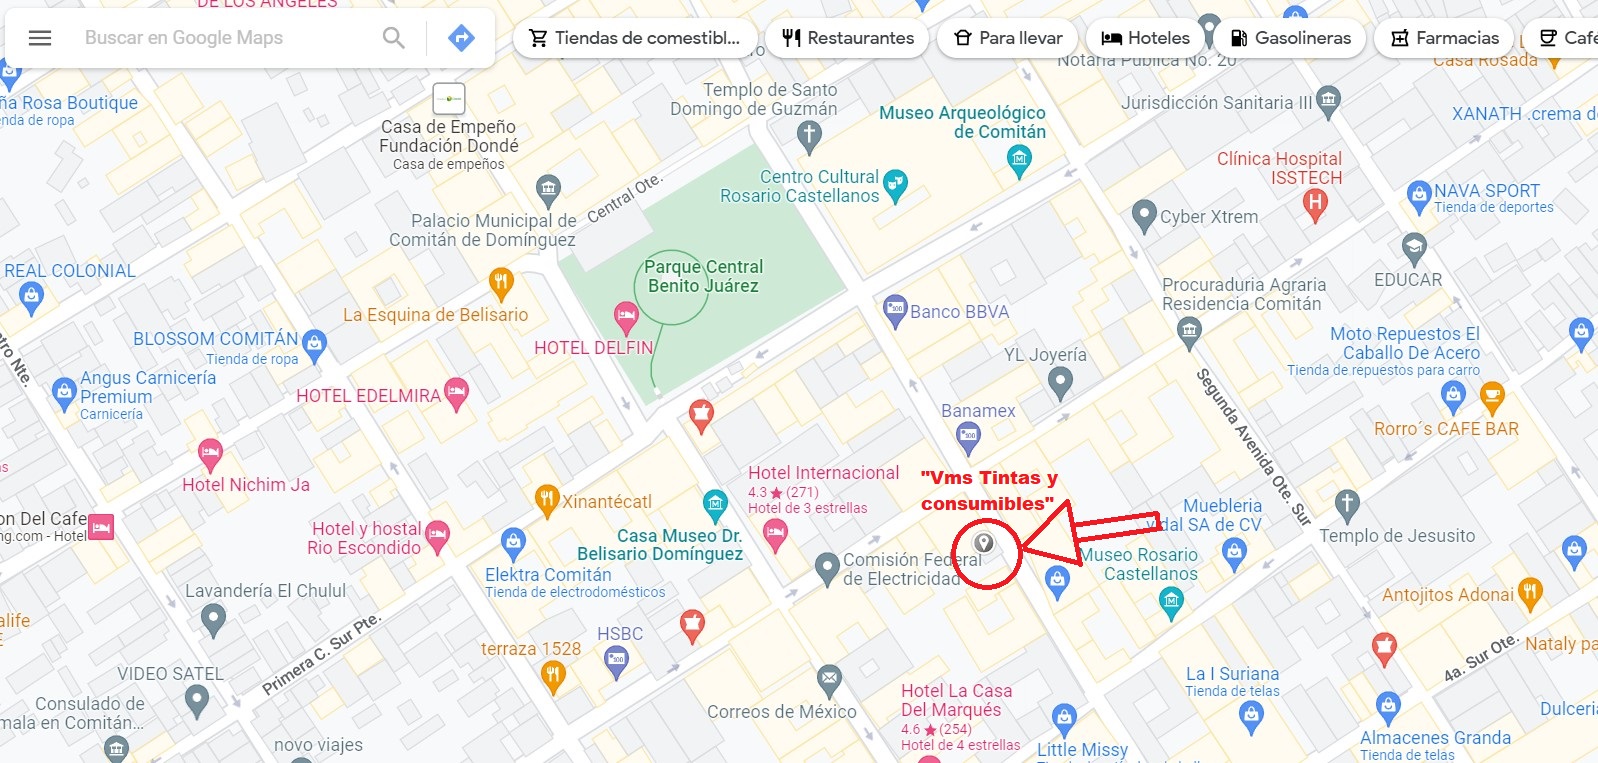 DE LOS ÁNGELES
Buscar en Google Maps
Tiendas de comestibl...
Restaurantes
Para llevar
Hoteles
Gasolineras
Farmacias
Café
Notaría Pública No. 20
Casa Rosada
ña Rosa Boutique
enda de ropa
Casa de Empeño
Fundación Dondé
Casa de empeños
Templo de Santo
Domingo de Guzmán
Museo Arqueológico
de Comitán
Jurisdicción Sanitaria III
XANATH .crema de
Clínica Hospital
ISSTECH
Centro Cultural
Rosario Castellanos
NAVA SPORT
Tienda de deportes
Cyber Xtrem
Central Ote.
Palacio Municipal de
Comitán de Domínguez
REAL COLONIAL
Parque Central
Benito Juárez
EDUCAR
Procuraduria Agraria
Residencia Comitán
La Esquina de Belisario
Banco BBVA
BLOSSOM COMITÁN
Tienda de ropa
HOTEL DELFIN
YL Joyería
Moto Repuestos El
Caballo De Acero
Tienda de repuestos para carro
tro Nte.
Angus Carnicería
Premium
Carnicería
HOTEL EDELMIRA
Segunda Avenida Ote. Sur
Banamex
Rorro´s CAFE BAR
Hotel Nichim Ja
Hotel Internacional
4.3 ★ (271)
Hotel de 3 estrellas
"Vms Tintas y
consumibles"
Xinantécatl
Muebleria
vidal SA de CV
on Del Cafe
ng.com - Hotel
Hotel y hostal
Rio Escondido
Casa Museo Dr.
Belisario Domínguez
Templo de Jesusito
Comisión Federal
de Electricidad
Museo Rosario
Castellanos
Elektra Comitán
Tienda de electrodomésticos
Lavandería El Chulul
Antojitos Adonai
alife
Primera C. Sur Pte.
HSBC
terraza 1528
4a. Sur Ote.
Nataly pa
VIDEO SATEL
La I Suriana
Tienda de telas
Consulado de
mala en Comitán...
Correos de México
Hotel La Casa
Del Marqués
4.6 ★ (254)
Hotel de 4 estrellas
Dulceri
novo viajes
Little Missy
Almacenes Granda
Tienda de telas